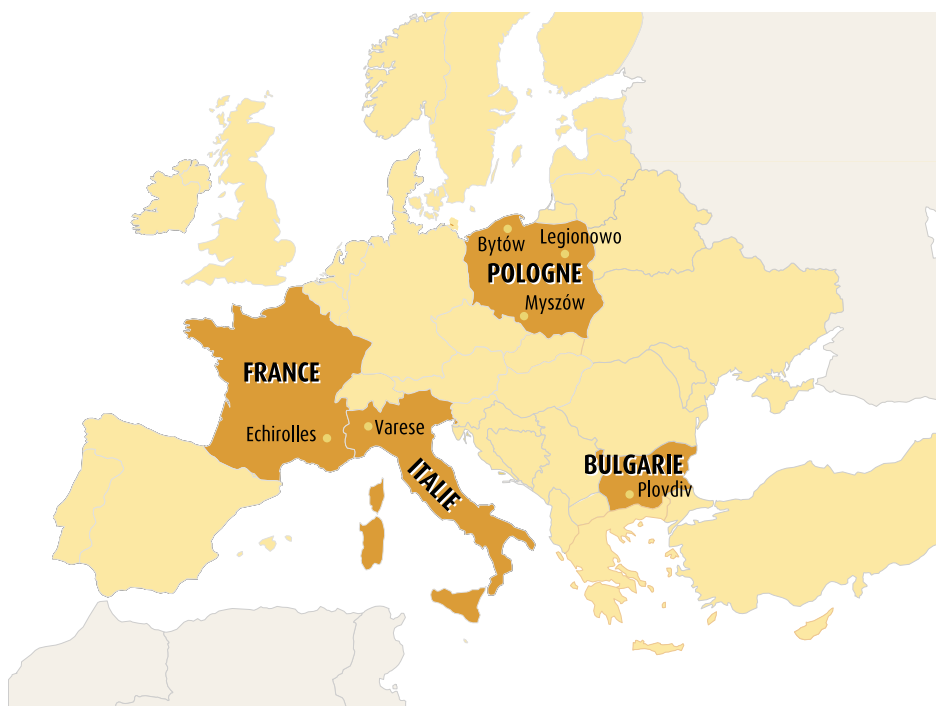 Bytów
Legionowo
POLOGNE
Myszów
FRANCE
Echirolles
Varese
ITALIE
BULGARIE
Plovdiv